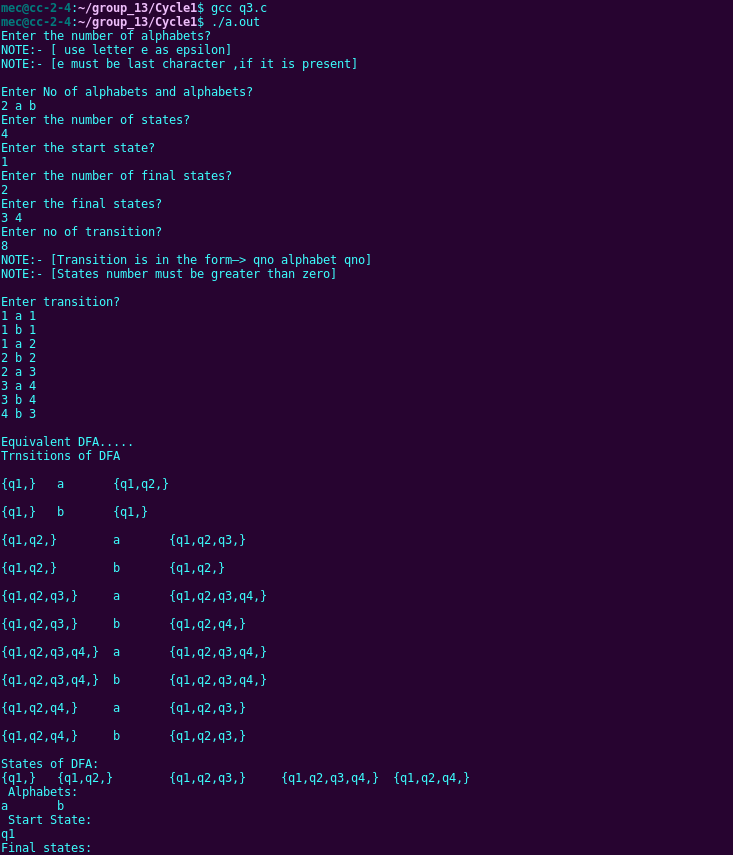 mec@cc-2-4:~/group_13/Cycle1$ gcc q3.c
mec@cc-2-4:~/group_13/Cycle1$ ./a.out
Enter the number of alphabets?
NOTE:- [ use letter e as epsilon]
NOTE:- [e must be last character ,if it is present]
Enter No of alphabets and alphabets?
2 a b
Enter the number of states?
4
Enter the start state?
1
Enter the number of final states?
2
Enter the final states?
3 4
Enter no of transition?
8
NOTE:- [Transition is in the form—> qno alphabet qno]
NOTE:- [States number must be greater than zero]
Enter transition?
1 a 1
1 b 1
1 a 2
2 b 2
2 a 3
3 a 4
3 b 4
4 b 3
Equivalent DFA.....
Trnsitions of DFA
{q1,} a {q1,q2,}
{q1,} b {q1,}
{q1,q2,} a {q1,q2,q3,}
{q1,q2,} b {q1,q2,}
{q1,q2,q3,} a {q1,q2,q3,q4,}
{q1,q2,q3,} b {q1,q2,q4,}
{q1,q2,q3,q4,} a {q1,q2,q3,q4,}
{q1,q2,q3,q4,} b {q1,q2,q3,q4,}
{q1,q2,q4,} a {q1,q2,q3,}
{q1,q2,q4,} b {q1,q2,q3,}
States of DFA:
{q1,} {q1,q2,} {q1,q2,q3,} {q1,q2,q3,q4,} {q1,q2,q4,}
Alphabets:
a b
Start State:
q1
Final states: